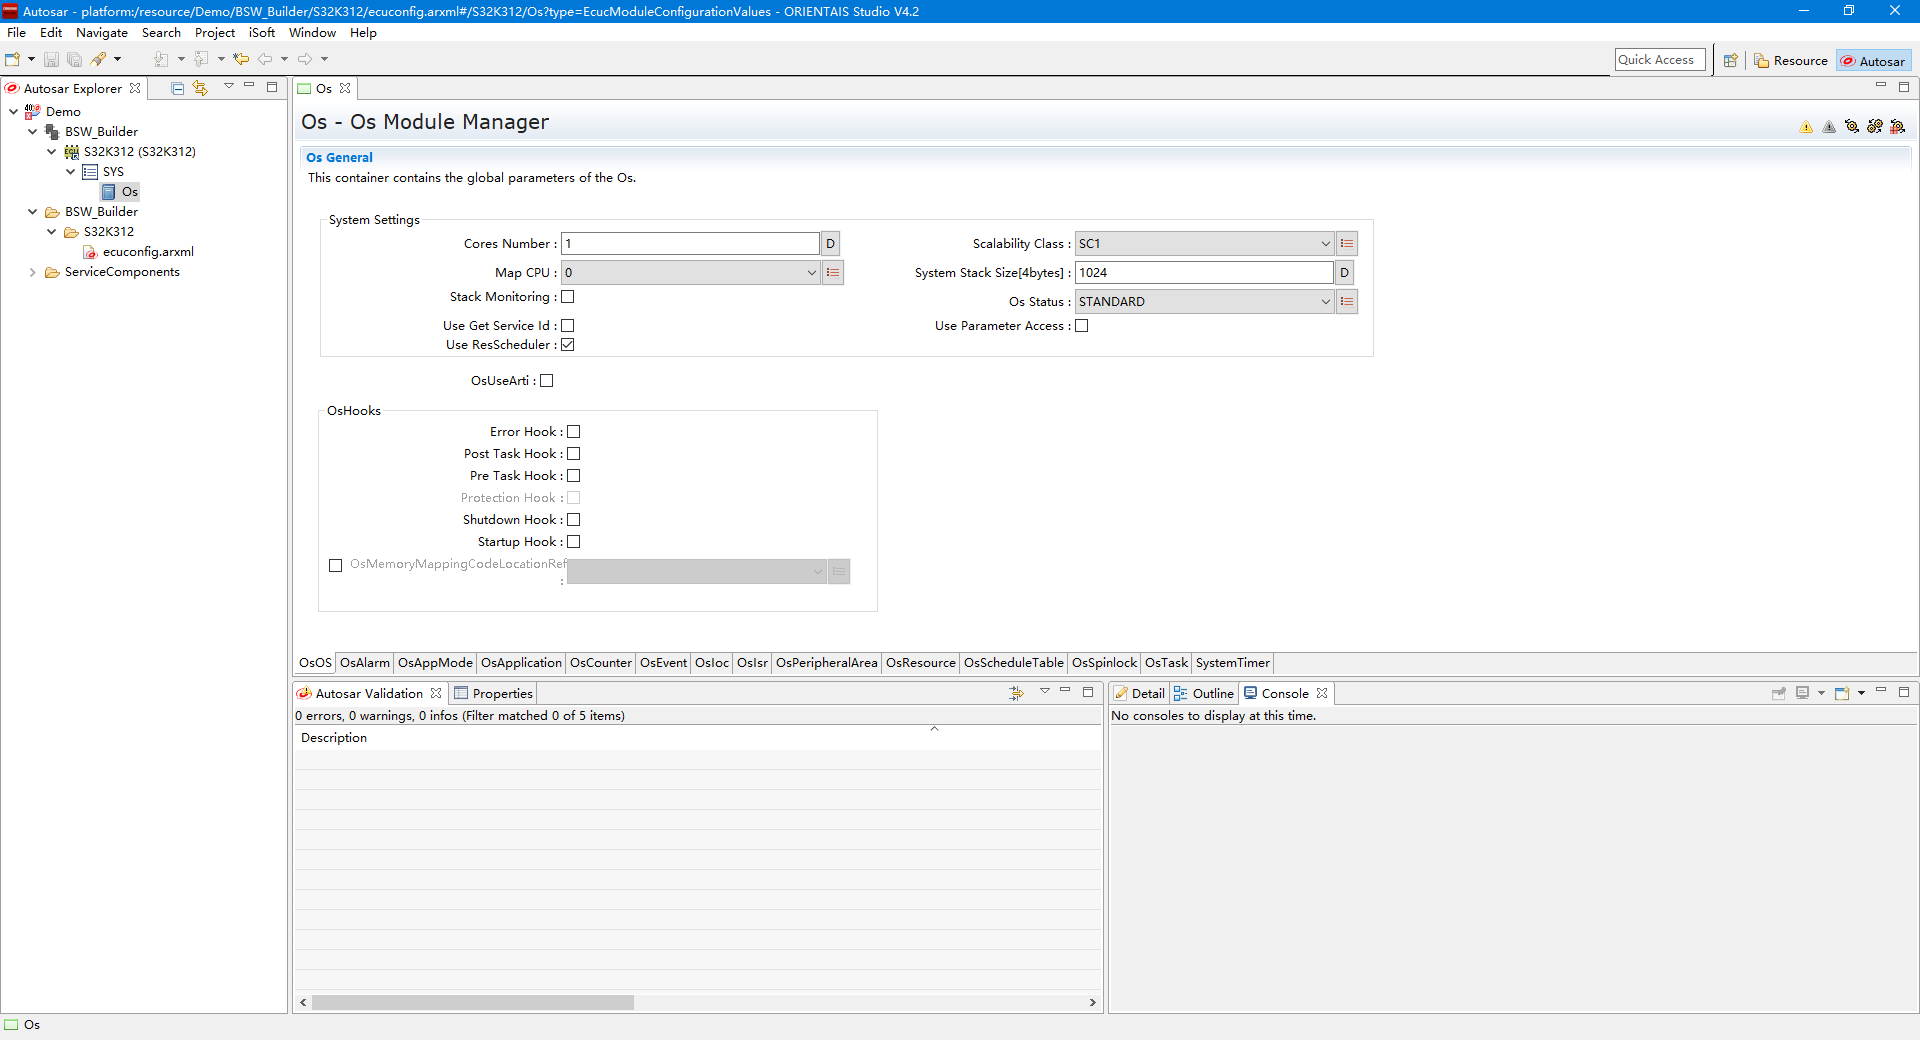 Autosar - platform:/resource/Demo/BSW_Builder/S32K312/ecuconfig.arxml#/S32K312/Os?type=EcucModuleConfigurationValues - ORIENTAIS Studio V4.2
File Edit Navigate Search Project iSoft Window Help
Quick Access
Resource
Autosar
Autosar Explorer
Demo
BSW_Builder
S32K312 (S32K312)
SYS
Os
BSW_Builder
S32K312
ecuconfig.arxml
ServiceComponents
Os
Os - Os Module Manager
Os General
This container contains the global parameters of the Os.
System Settings
Cores Number : 1 D
Scalability Class : SC1
Map CPU : 0
System Stack Size[4bytes] : 1024 D
Stack Monitoring :
Os Status : STANDARD
Use Get Service Id :
Use Parameter Access :
Use ResScheduler :
OsUseArti :
OsHooks
Error Hook :
Post Task Hook :
Pre Task Hook :
Protection Hook :
Shutdown Hook :
Startup Hook :
OsMemoryMappingCodeLocationRef
:
OsOS OsAlarm OsAppMode OsApplication OsCounter OsEvent OsIoc OsIsr OsPeripheralArea OsResource OsScheduleTable OsSpinlock OsTask SystemTimer
Autosar Validation Properties
0 errors, 0 warnings, 0 infos (Filter matched 0 of 5 items)
Description
Detail Outline Console
No consoles to display at this time.
Os